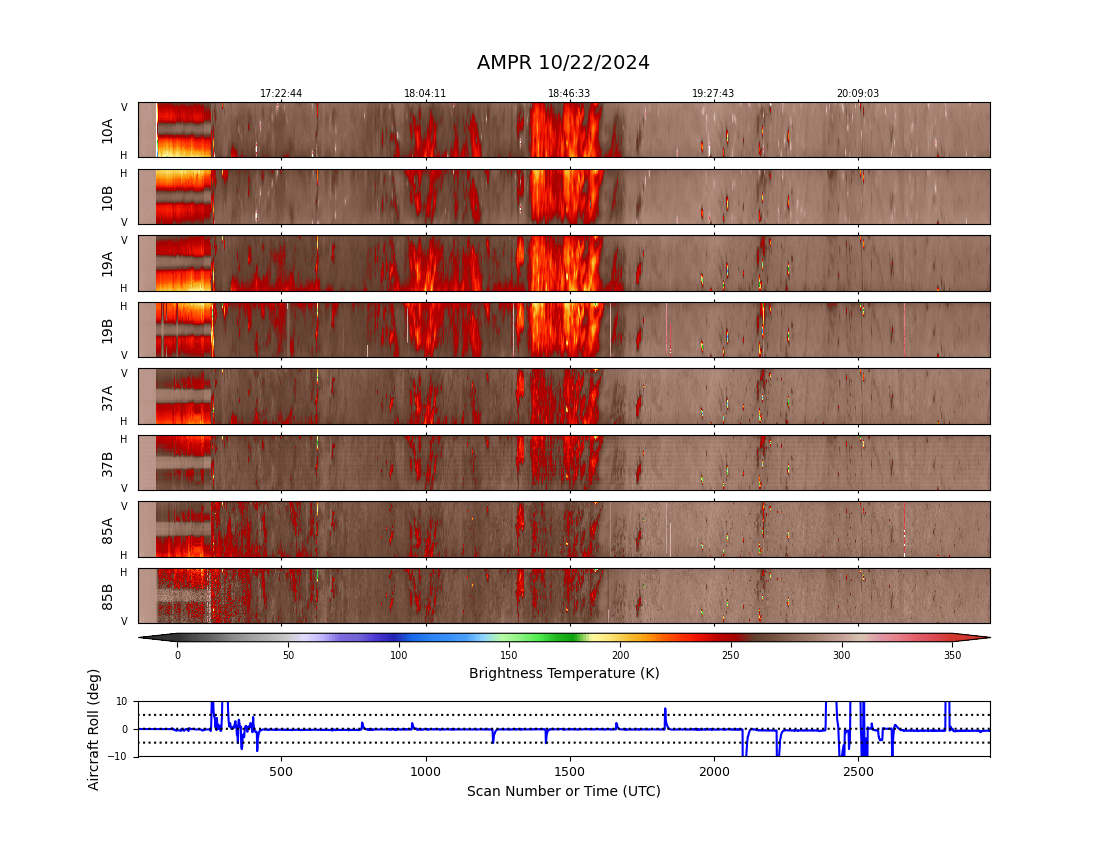 AMPR 10/22/2024
17:22:44 18:04:11 18:46:33 19:27:43 20:09:03
V
10A
H
H
10B
V
V
19A
H
H
19B
V
V
37A
H
H
37B
V
V
85A
H
H
85B
V
0 50 100 150 200 250 300 350
Brightness Temperature (K)
Aircraft Roll (deg)
10
0
−10
500 1000 1500 2000 2500
Scan Number or Time (UTC)